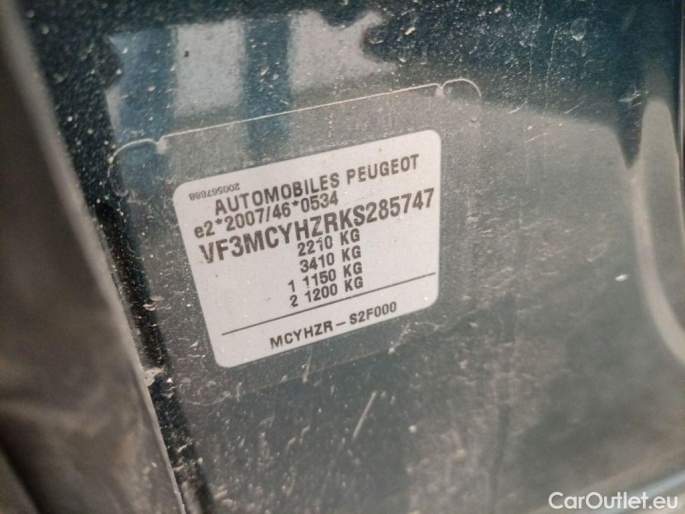 200567688
AUTOMOBILES PEUGEOT
e2*2007/46*0534
VF3MCYHZRKS285747
2210 KG
3410 KG
1 1150 KG
2 1200 KG
MCYHZR – S2F000
CarOutlet.eu